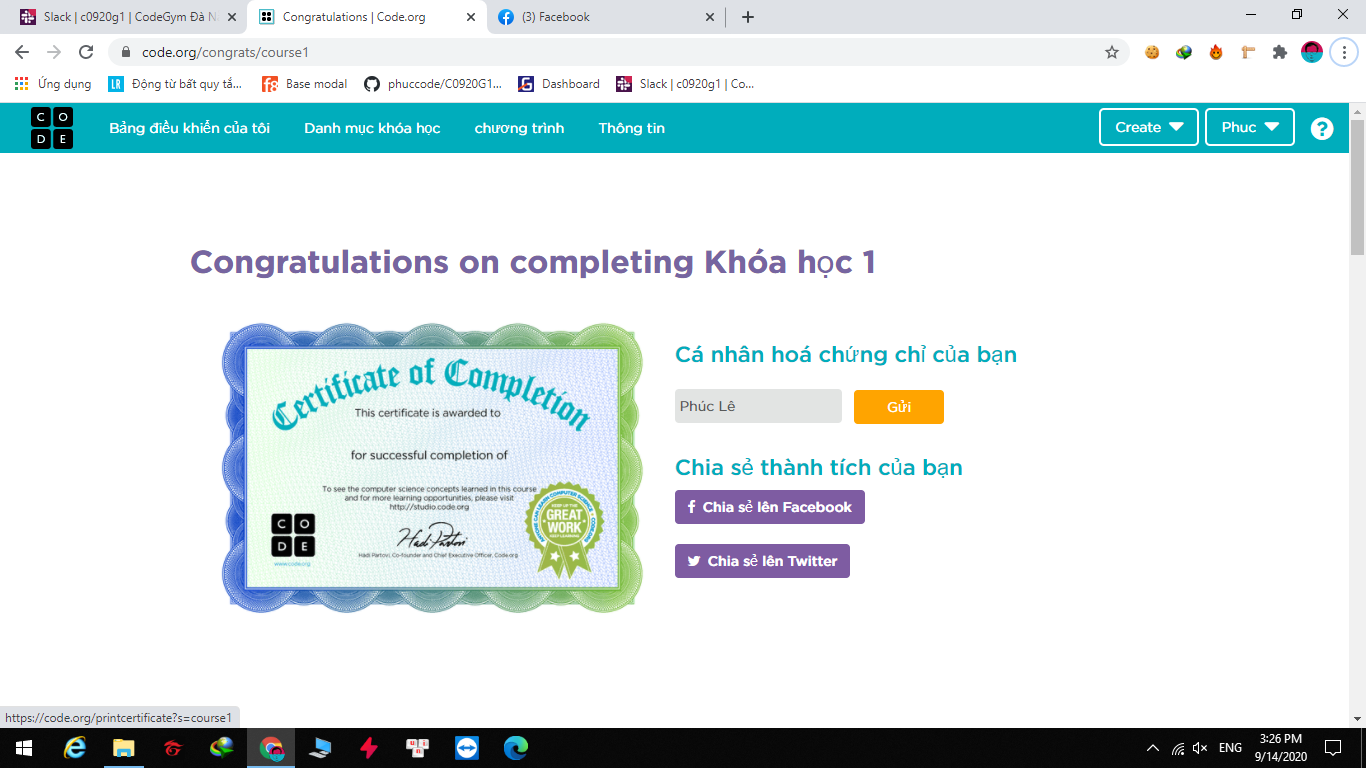 Slack | c0920g1 | CodeGym Đà N
Congratulations | Code.org
(3) Facebook
code.org/congrats/course1
Ứng dụng
LR Động từ bất quy tắ...
f8 Base modal
phuccode/C0920G1...
Dashboard
Slack | c0920g1 | Co...
CODE
Bảng điều khiển của tôi
Danh mục khóa học
chương trình
Thông tin
Create
Phuc
?
Congratulations on completing Khóa học 1
Certificate of Completion
This certificate is awarded to
for successful completion of
To see the computer science concepts learned in this course
and for more learning opportunities, please visit
http://studio.code.org
CODE
www.code.org
Hadi Partovi
Hadi Partovi, Co-founder and Chief Executive Officer, Code.org
ANYONE CAN LEARN COMPUTER SCIENCE • CODE.ORG
KEEP UP THE
GREAT
WORK
KEEP LEARNING
Cá nhân hoá chứng chỉ của bạn
Phúc Lê
Gửi
Chia sẻ thành tích của bạn
Chia sẻ lên Facebook
Chia sẻ lên Twitter
https://code.org/printcertificate?s=course1
ENG
3:26 PM
9/14/2020